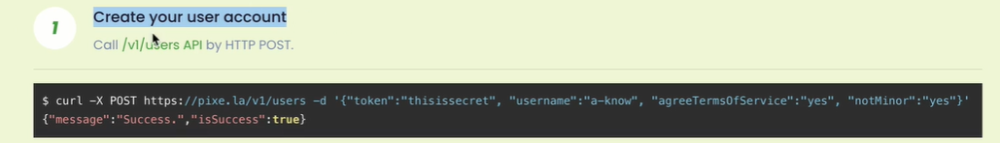 1
Create your user account
Call /v1/users API by HTTP POST.
$ curl -X POST https://pixe.la/v1/users -d '{"token":"thisissecret", "username":"a-know", "agreeTermsOfService":"yes", "notMinor":"yes"}'
{"message":"Success.","isSuccess":true}